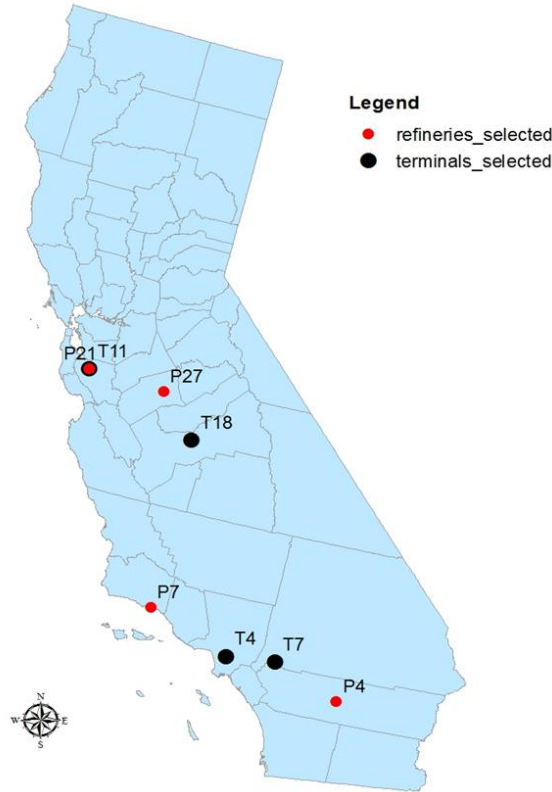 Legend
refineries_selected
terminals_selected
P21 T11
P27
T18
P7
T4
T7
P4
N
W E
S